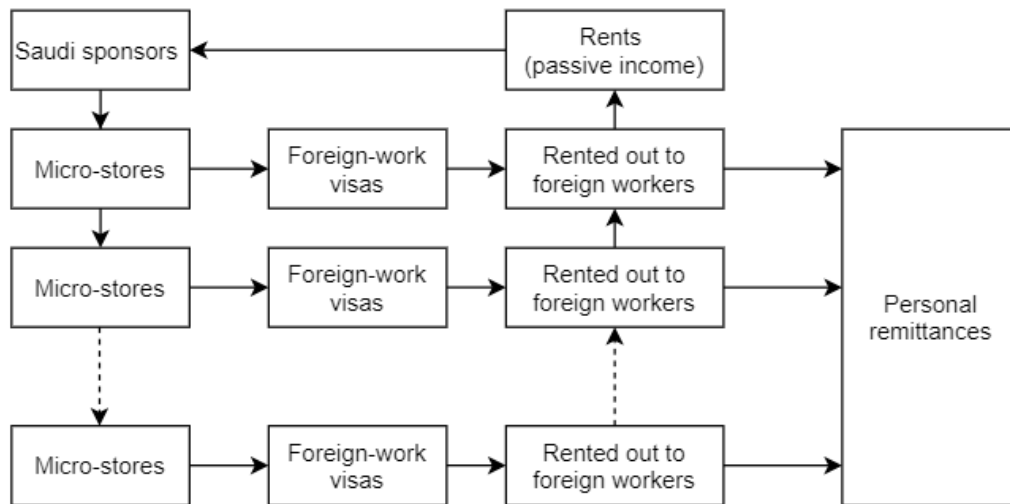 Saudi sponsors
Rents
(passive income)
Micro-stores
Foreign-work
visas
Rented out to
foreign workers
Micro-stores
Foreign-work
visas
Rented out to
foreign workers
Personal
remittances
Micro-stores
Foreign-work
visas
Rented out to
foreign workers